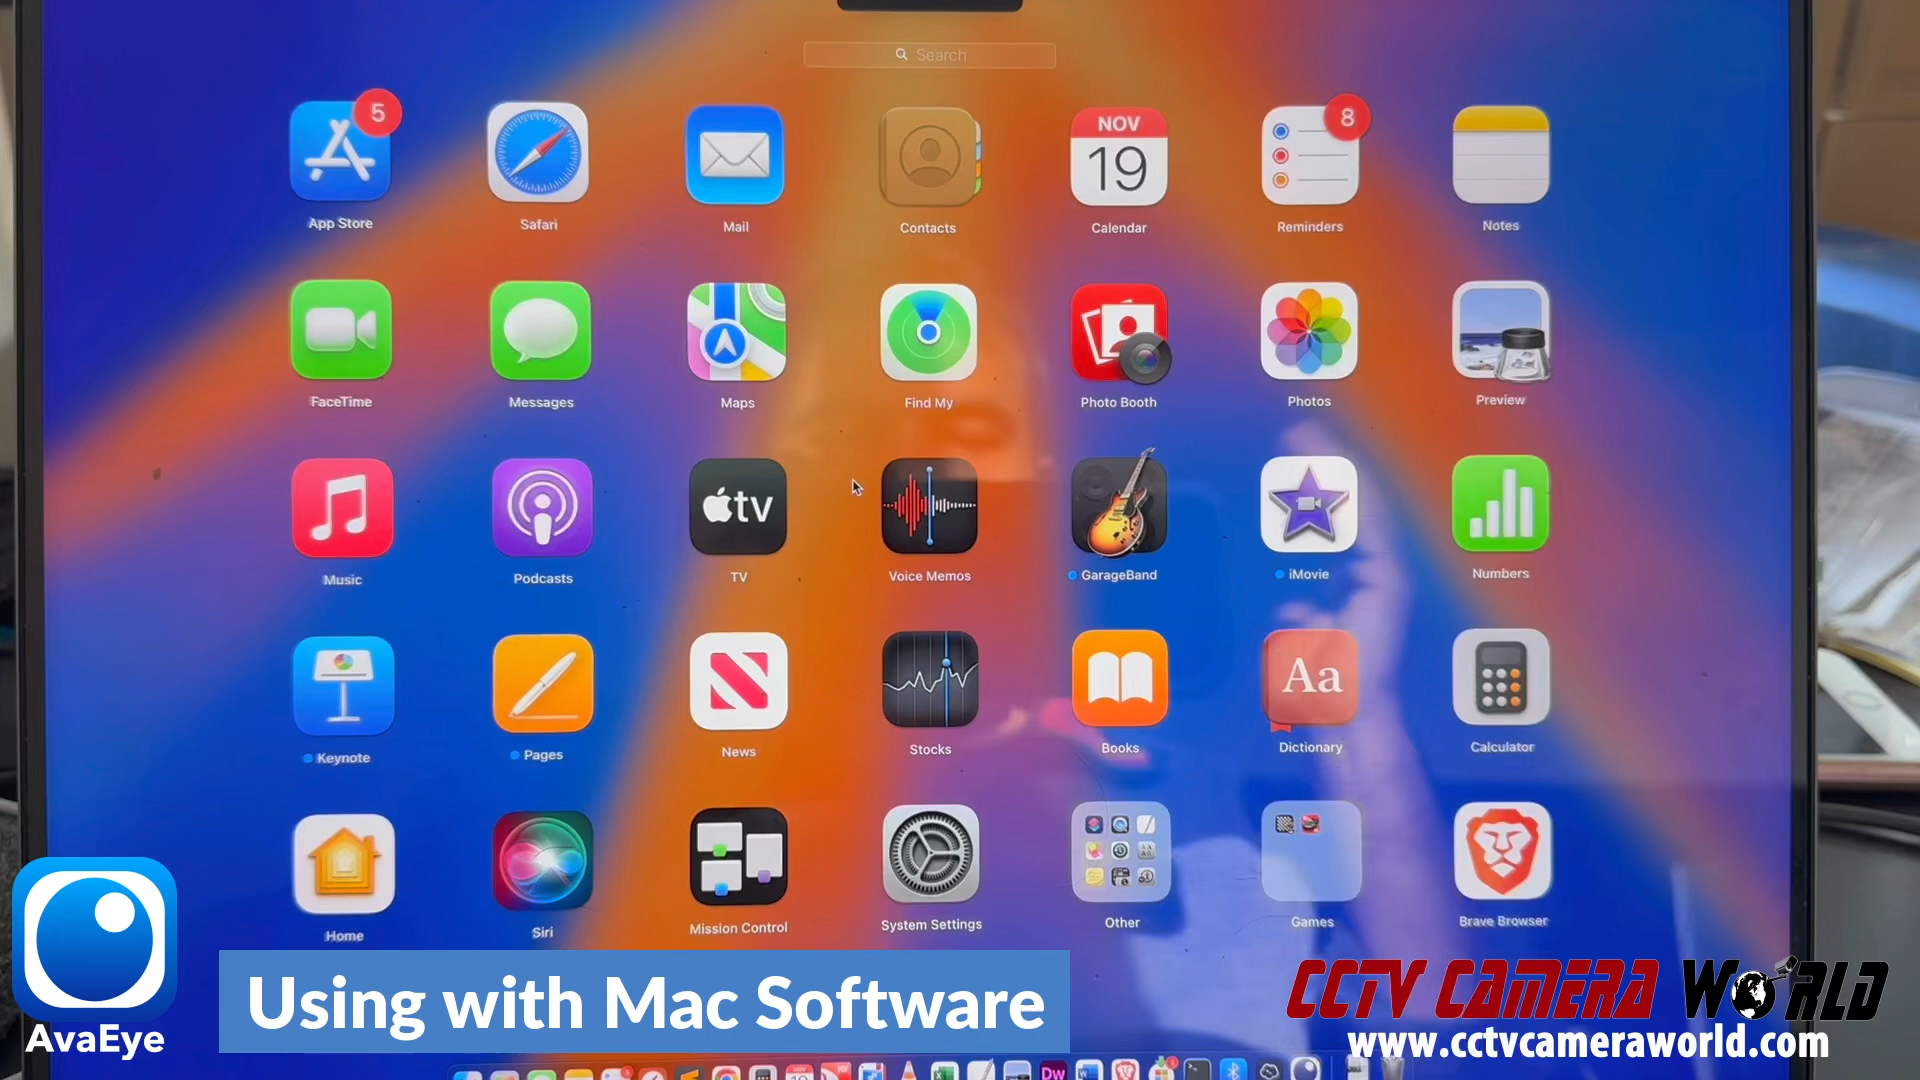 Search
5
NOV
19
8
App Store
Safari
Mail
Contacts
Calendar
Reminders
Notes
FaceTime
Messages
Maps
Find My
Photo Booth
Photos
Preview
tv
Music
Podcasts
TV
Voice Memos
GarageBand
iMovie
Numbers
Aa
Keynote
Pages
News
Stocks
Books
Dictionary
Calculator
Home
Siri
Mission Control
System Settings
Other
Games
Brave Browser
AvaEye
Using with Mac Software
CCTV CAMERA WORLD
www.cctvcameraworld.com
Dw